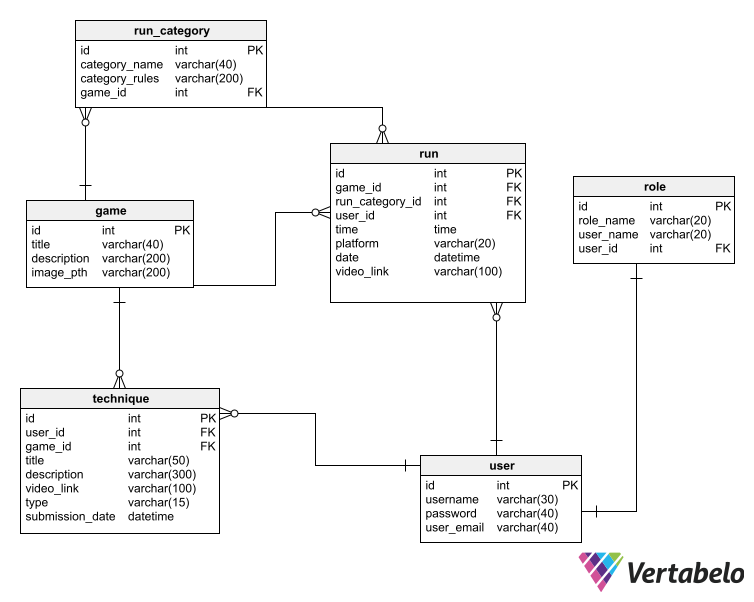 run_category
id int PK
category_name varchar(40)
category_rules varchar(200)
game_id int FK
run
id int PK
game_id int FK
run_category_id int FK
user_id int FK
time time
platform varchar(20)
date datetime
video_link varchar(100)
role
id int PK
role_name varchar(20)
user_name varchar(20)
user_id int FK
game
id int PK
title varchar(40)
description varchar(200)
image_pth varchar(200)
technique
id int PK
user_id int FK
game_id int FK
title varchar(50)
description varchar(300)
video_link varchar(100)
type varchar(15)
submission_date datetime
user
id int PK
username varchar(30)
password varchar(40)
user_email varchar(40)
Vertabelo